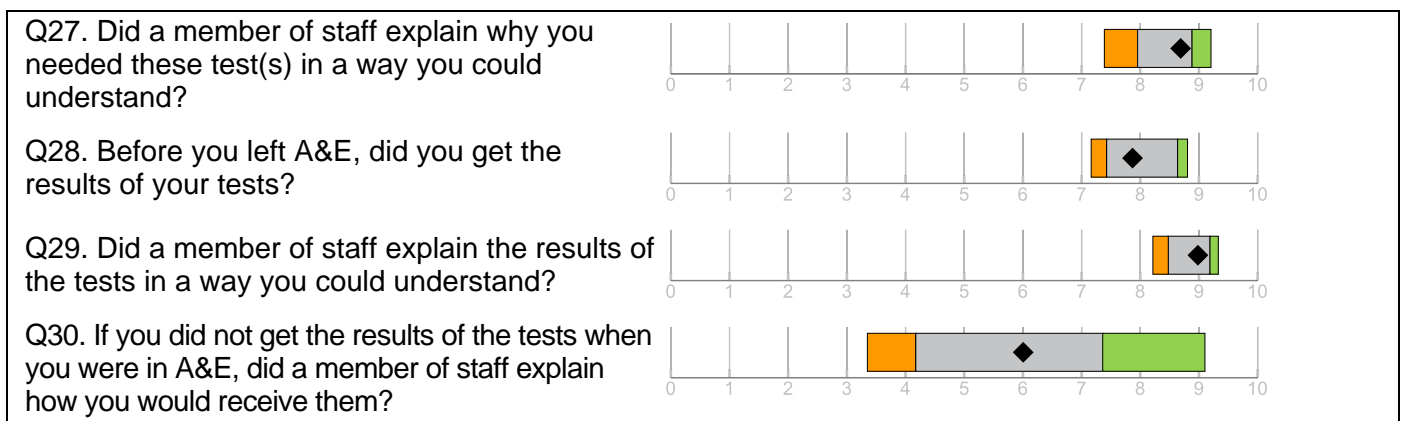 Q27. Did a member of staff explain why you
needed these test(s) in a way you could
understand?
0 1 2 3 4 5 6 7 8 9 10
Q28. Before you left A&E, did you get the
results of your tests?
0 1 2 3 4 5 6 7 8 9 10
Q29. Did a member of staff explain the results of
the tests in a way you could understand?
0 1 2 3 4 5 6 7 8 9 10
Q30. If you did not get the results of the tests when
you were in A&E, did a member of staff explain
how you would receive them?
0 1 2 3 4 5 6 7 8 9 10